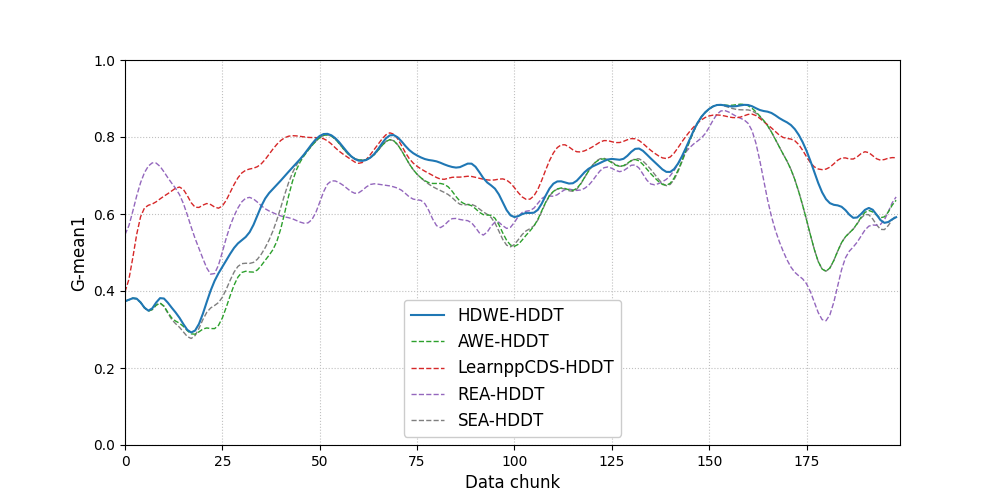 1.0
0.8
0.6
0.4
0.2
0.0
G-mean1
0 25 50 75 100 125 150 175
Data chunk
HDWE-HDDT
AWE-HDDT
LearnppCDS-HDDT
REA-HDDT
SEA-HDDT